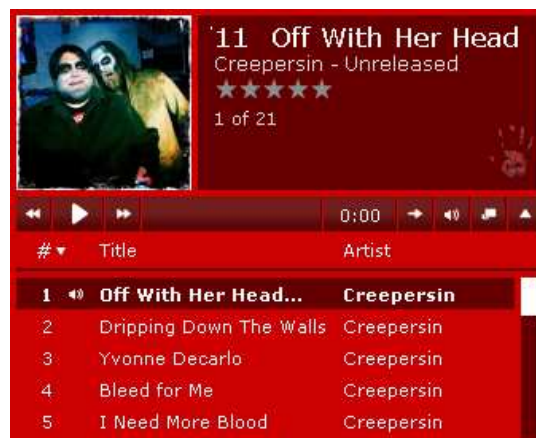 '11 Off With Her Head
Creepersin - Unreleased
1 of 21
0:00
# Title Artist
1 Off With Her Head... Creepersin
2 Dripping Down The Walls Creepersin
3 Yvonne Decarlo Creepersin
4 Bleed for Me Creepersin
5 I Need More Blood Creepersin